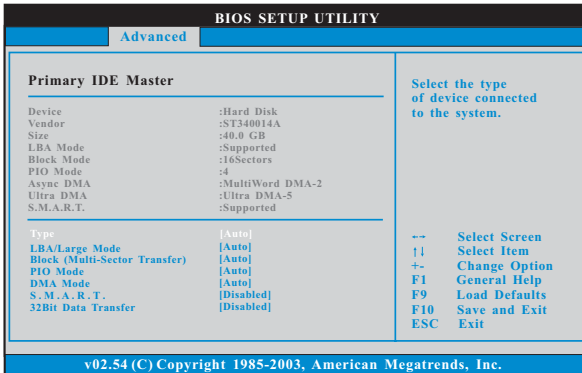 BIOS SETUP UTILITY
Advanced
Primary IDE Master
Device :Hard Disk
Vendor :ST340014A
Size :40.0 GB
LBA Mode :Supported
Block Mode :16Sectors
PIO Mode :4
Async DMA :MultiWord DMA-2
Ultra DMA :Ultra DMA-5
S.M.A.R.T. :Supported
Type [Auto]
LBA/Large Mode [Auto]
Block (Multi-Sector Transfer) [Auto]
PIO Mode [Auto]
DMA Mode [Auto]
S.M.A.R.T. [Disabled]
32Bit Data Transfer [Disabled]
Select the type
of device connected
to the system.
←→ Select Screen
↑↓ Select Item
+- Change Option
F1 General Help
F9 Load Defaults
F10 Save and Exit
ESC Exit
v02.54 (C) Copyright 1985-2003, American Megatrends, Inc.